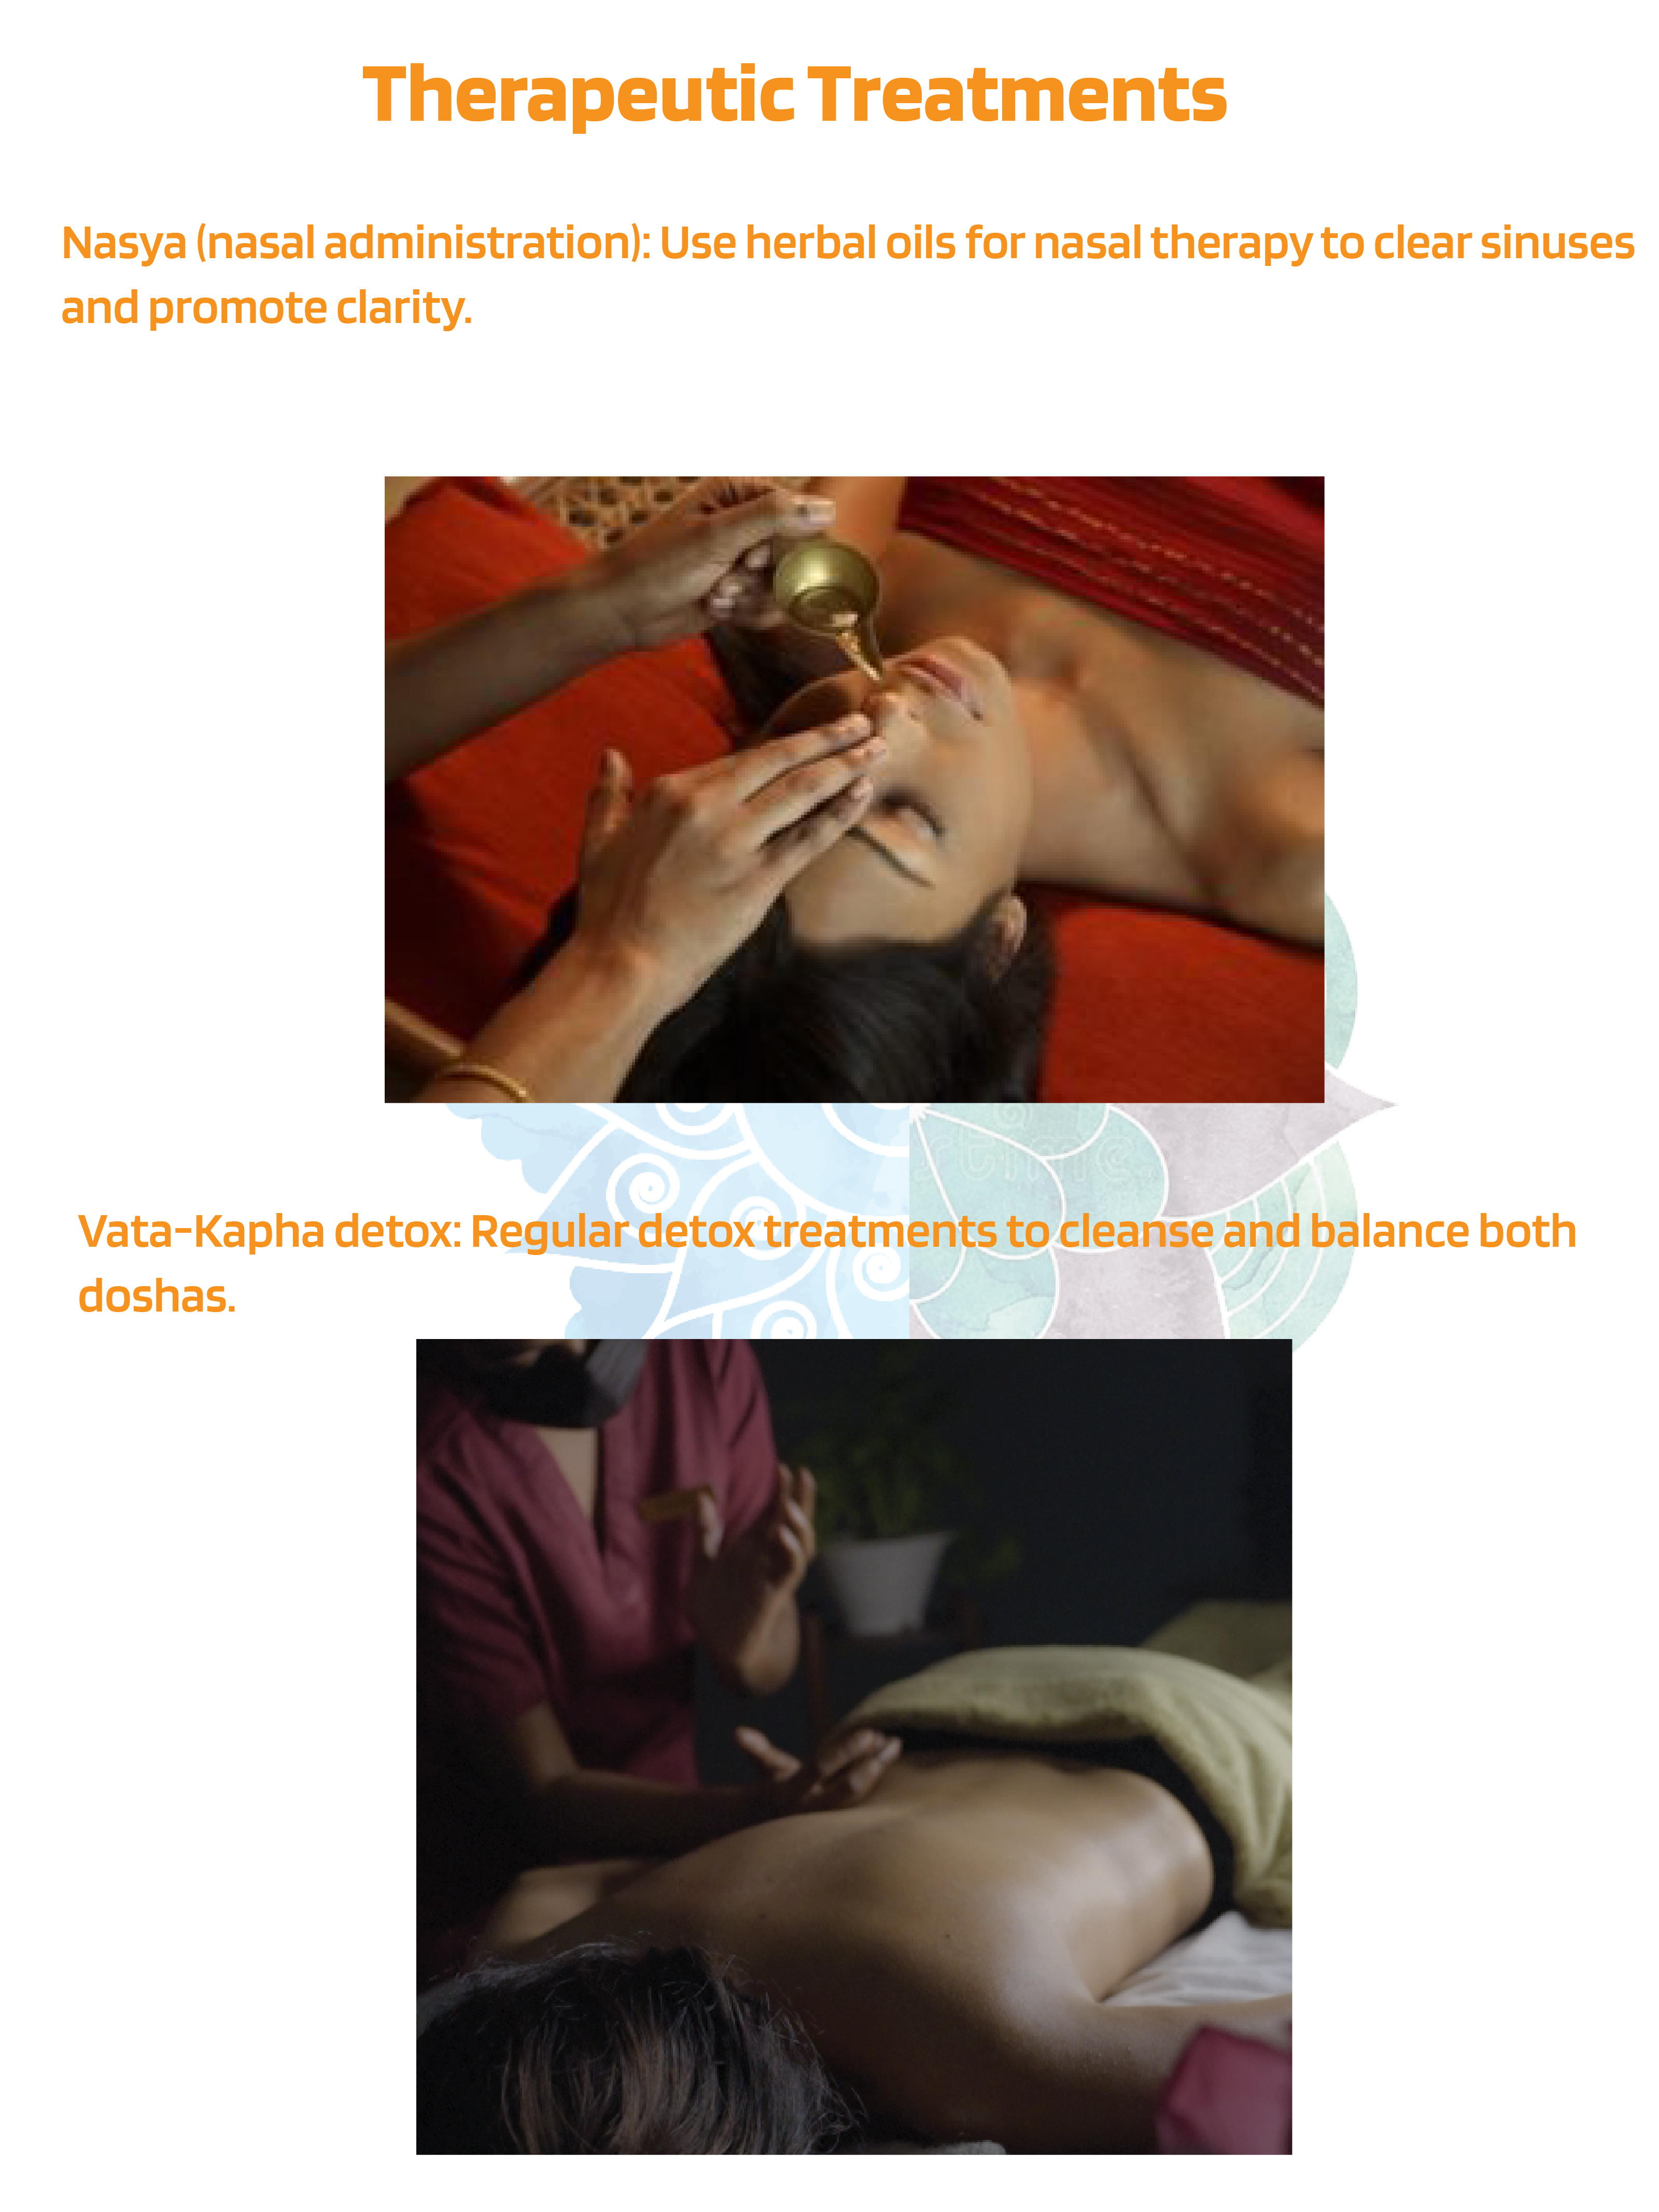 Therapeutic Treatments
Nasya (nasal administration): Use herbal oils for nasal therapy to clear sinuses
and promote clarity.
Vata-Kapha detox: Regular detox treatments to cleanse and balance both
doshas.